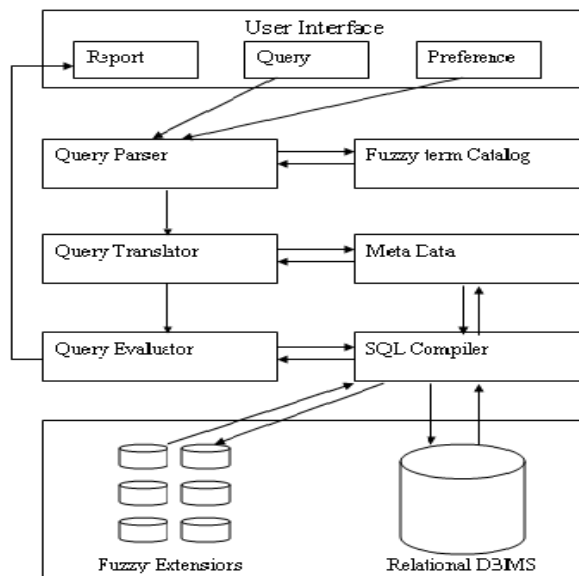 User Interface
Report
Query
Preference
Query Parser
Fuzzy term Catalog
Query Translator
Meta Data
Query Evaluator
SQL Compiler
Fuzzy Extensions
Relational DBMS